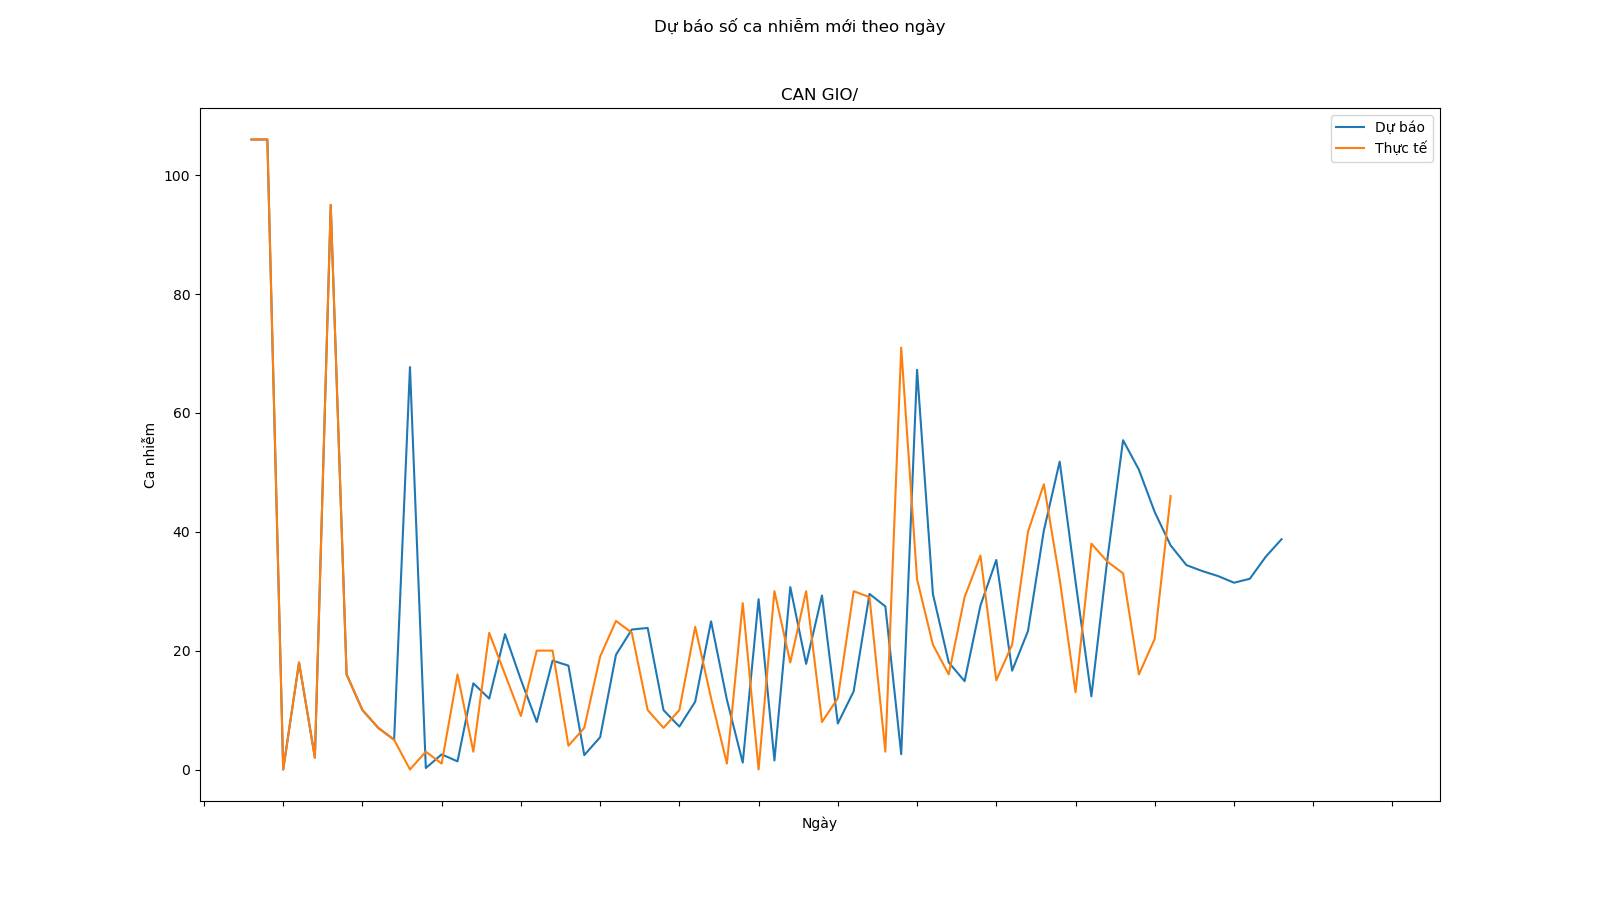 Dự báo số ca nhiễm mới theo ngày
CAN GIO/
Dự báo
Thực tế
100
80
60
40
20
0
Ca nhiễm
Ngày